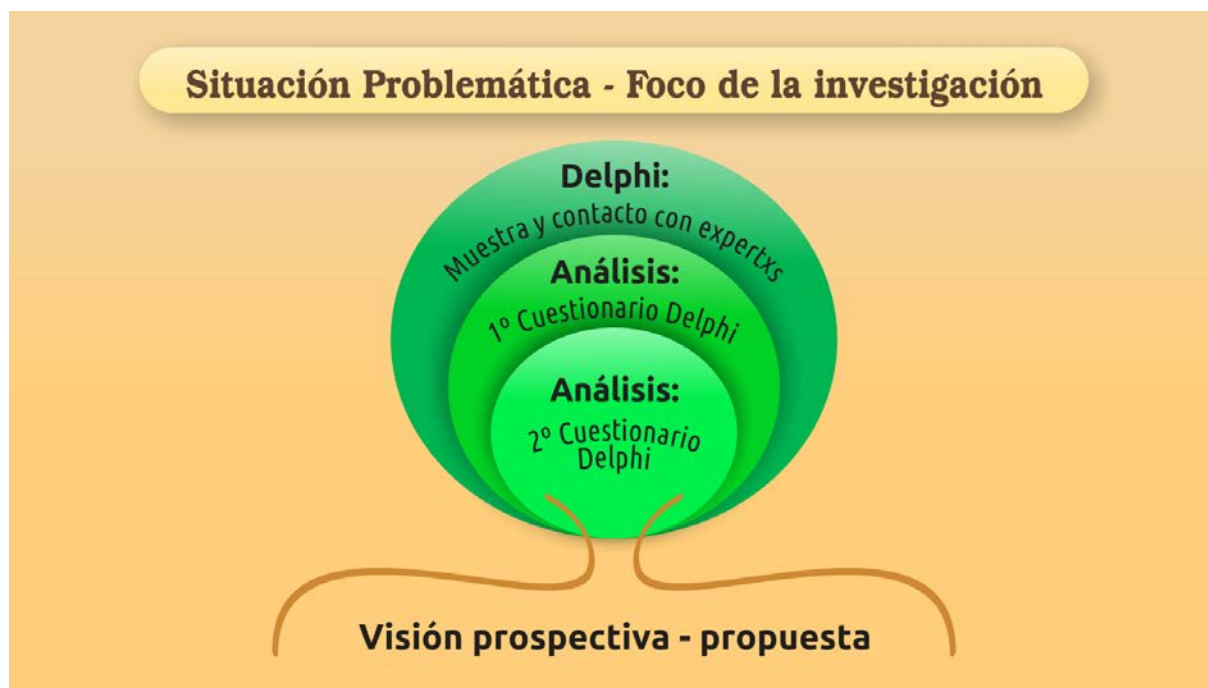 Situación Problemática - Foco de la investigación
Delphi:
Muestra y contacto con expertxs
Análisis:
1º Cuestionario Delphi
Análisis:
2º Cuestionario
Delphi
Visión prospectiva - propuesta